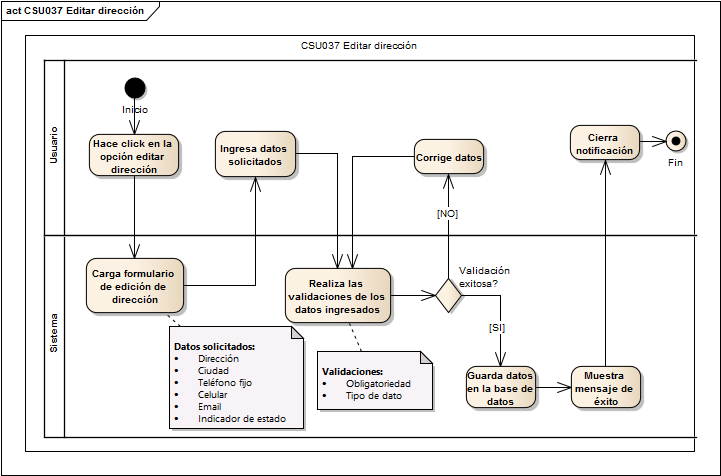 act CSU037 Editar dirección
CSU037 Editar dirección
Usuario
Inicio
Hace click en la
opción editar
dirección
Ingresa datos
solicitados
Corrige datos
Cierra
notificación
Fin
[NO]
Sistema
Carga formulario
de edición de
dirección
Realiza las
validaciones de los
datos ingresados
Validación
exitosa?
[SI]
Datos solicitados:
• Dirección
• Ciudad
• Teléfono fijo
• Celular
• Email
• Indicador de estado
Validaciones:
• Obligatoriedad
• Tipo de dato
Guarda datos
en la base de
datos
Muestra
mensaje de
éxito